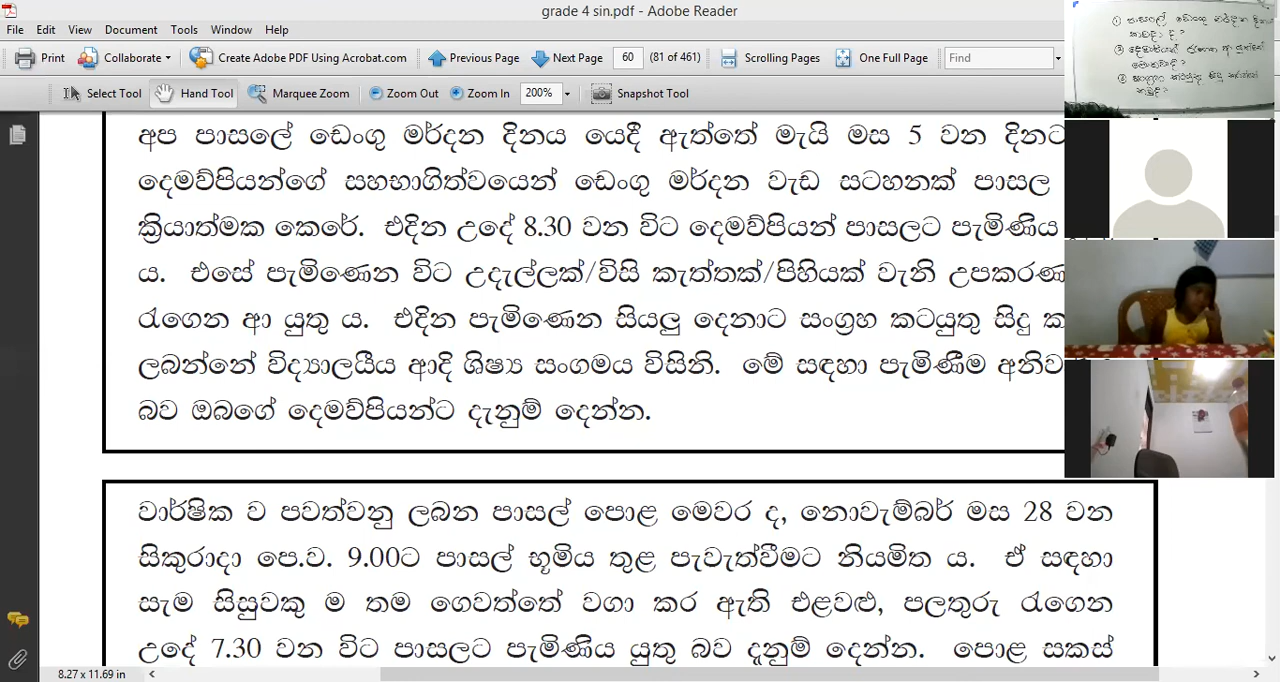 grade 4 sin.pdf - Adobe Reader
File Edit View Document Tools Window Help
Print Collaborate Create Adobe PDF Using Acrobat.com Previous Page Next Page 60 (81 of 461) Scrolling Pages One Full Page Find
Select Tool Hand Tool Marquee Zoom Zoom Out Zoom In 200% Snapshot Tool
අප පාසලේ ඩෙංගු මර්දන දිනය යෙදී ඇත්තේ මැයි මස 5 වන දිනට
දෙමව්පියන්ගේ සහභාගිත්වයෙන් ඩෙංගු මර්දන වැඩ සටහනක් පාසල
ක්‍රියාත්මක කෙරේ. එදින උදේ 8.30 වන විට දෙමව්පියන් පාසලට පැමිණිය
ය. එසේ පැමිණෙන විට උදැල්ලක්/විසි කැත්තක්/පිහියක් වැනි උපකරණ
රැගෙන ආ යුතු ය. එදින පැමිණෙන සියලු දෙනාට සංග්‍රහ කටයුතු සිදු ක
ලබන්නේ විද්‍යාලයීය ආදි ශිෂ්‍ය සංගමය විසිනි. මේ සඳහා පැමිණීම අනිව
බව ඔබගේ දෙමව්පියන්ට දැනුම් දෙන්න.
වාර්ෂික ව පවත්වනු ලබන පාසල් පොළ මෙවර ද, නොවැම්බර් මස 28 වන
සිකුරාදා පෙ.ව. 9.00ට පාසල් භූමිය තුළ පැවැත්වීමට නියමිත ය. ඒ සඳහා
සැම සිසුවකු ම තම ගෙවත්තේ වගා කර ඇති එළවළු, පලතුරු රැගෙන
උදේ 7.30 වන විට පාසලට පැමිණිය යුතු බව දැනුම් දෙන්න. පොළ සකස්
8.27 x 11.69 in